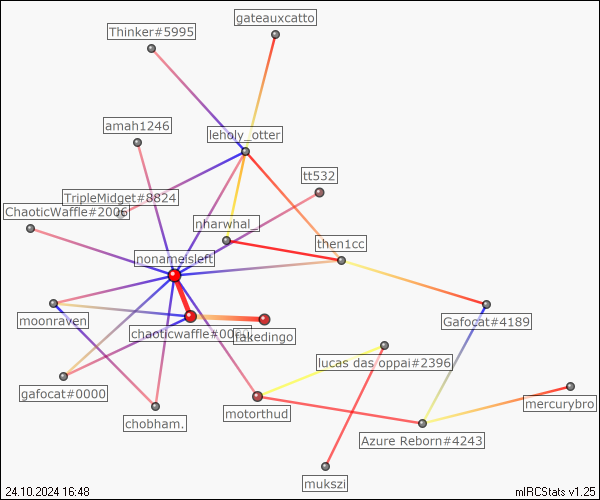 gateauxcatto
Thinker#5995
amah1246
leholy_otter
tt532
TripleMidget#8824
ChaoticWaffle#2006
nharwhal_
then1cc
nonameisleft
moonraven
chaoticwaffle#0060
fakedingo
Gafocat#4189
lucas das oppai#2396
gafocat#0000
chobham.
motorthud
mercurybro
Azure Reborn#4243
mukszi
24.10.2024 16:48
mIRCStats v1.25